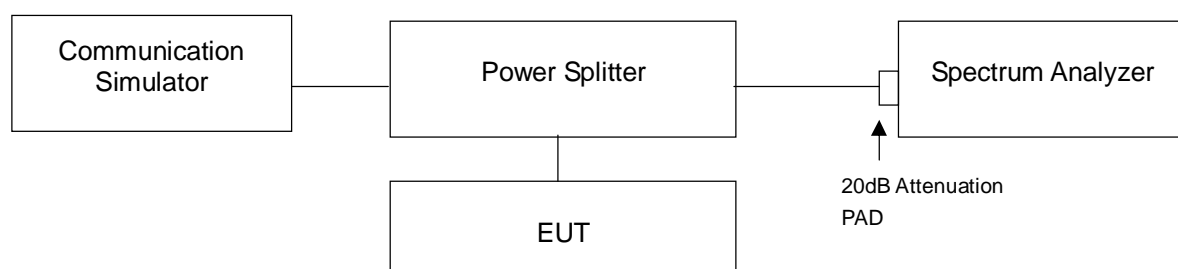 Communication
Simulator
Power Splitter
Spectrum Analyzer
20dB Attenuation
PAD
EUT